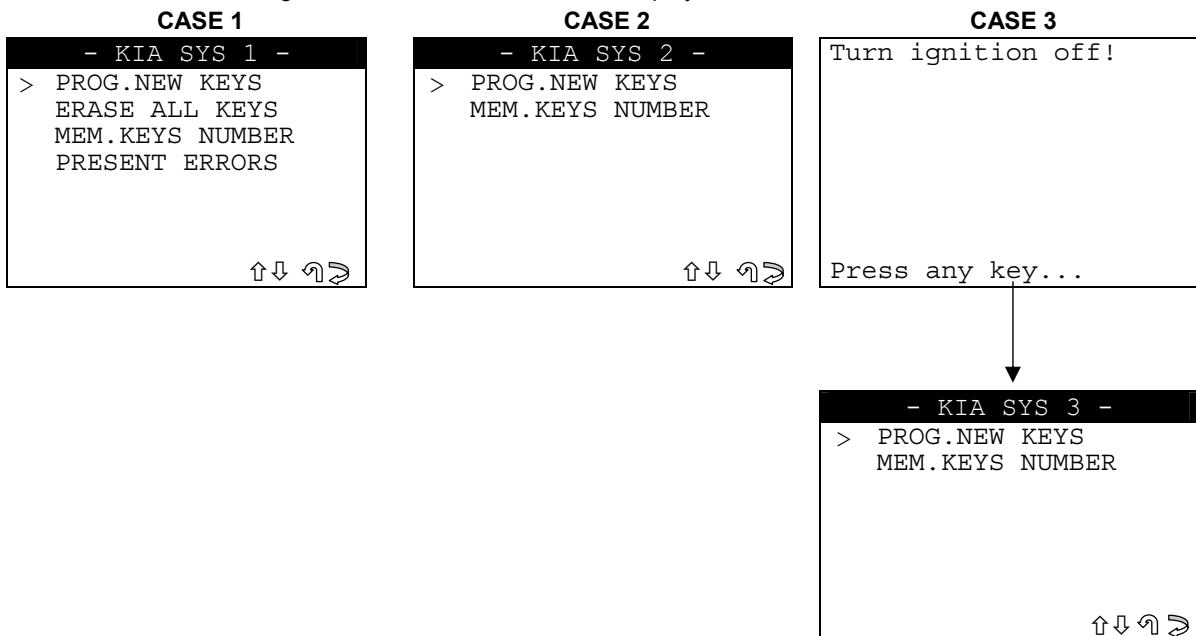 CASE 1
- KIA SYS 1 -
> PROG.NEW KEYS
ERASE ALL KEYS
MEM.KEYS NUMBER
PRESENT ERRORS
CASE 2
- KIA SYS 2 -
> PROG.NEW KEYS
MEM.KEYS NUMBER
CASE 3
Turn ignition off!
Press any key...
- KIA SYS 3 -
> PROG.NEW KEYS
MEM.KEYS NUMBER